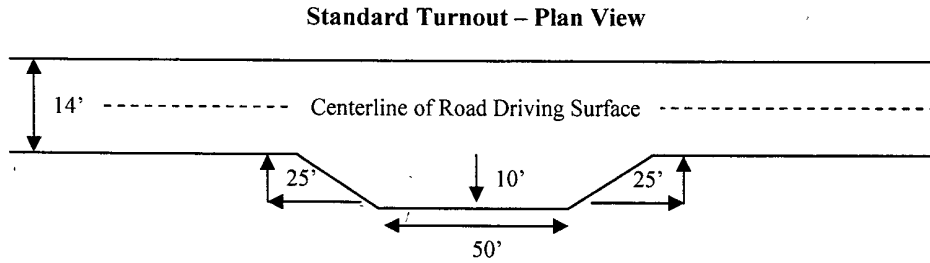 Standard Turnout – Plan View
14’
Centerline of Road Driving Surface
25’
10’
25’
50’